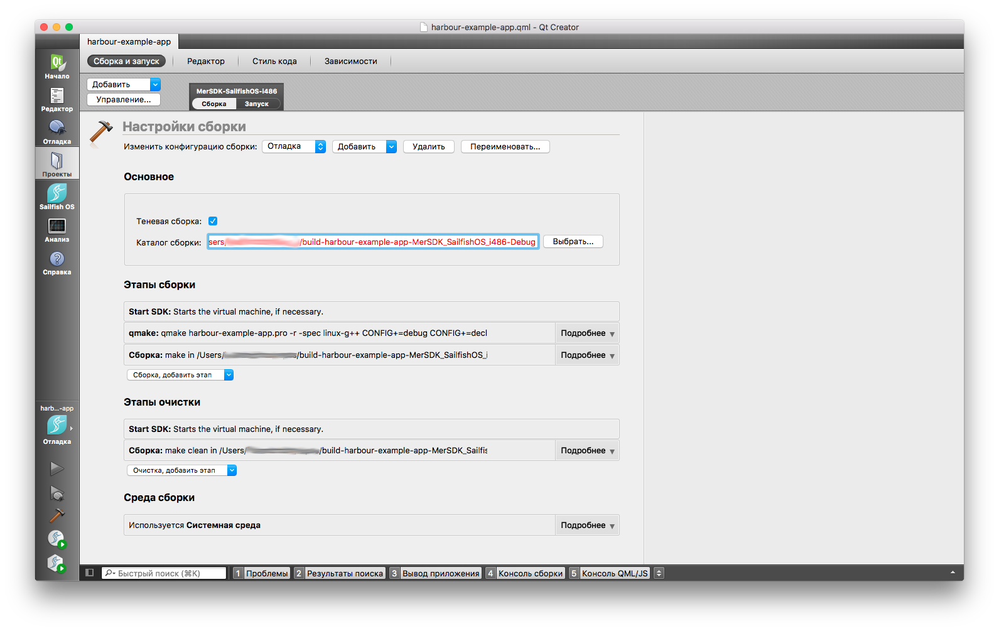 harbour-example-app.qml - Qt Creator
harbour-example-app
Сборка и запуск
Редактор
Стиль кода
Зависимости
Qt
Начало
Редактор
Отладка
Проекты
Sailfish OS
Анализ
?
Справка
Добавить
Управление...
MerSDK-SailfishOS-i486
Сборка
Запуск
Настройки сборки
Изменить конфигурацию сборки: Отладка Добавить Удалить Переименовать...
Основное
Теневая сборка:
Каталог сборки: sers/ /build-harbour-example-app-MerSDK_SailfishOS_i486-Debug Выбрать...
Этапы сборки
Start SDK: Starts the virtual machine, if necessary.
qmake: qmake harbour-example-app.pro -r -spec linux-g++ CONFIG+=debug CONFIG+=decl Подробнее
Сборка: make in /Users/ /build-harbour-example-app-MerSDK_SailfishOS_i Подробнее
Сборка, добавить этап
Этапы очистки
Start SDK: Starts the virtual machine, if necessary.
Сборка: make clean in /Users/ /build-harbour-example-app-MerSDK_Sailfis Подробнее
Очистка, добавить этап
Среда сборки
Используется Системная среда Подробнее
harb...-app
Отладка
Быстрый поиск (⌘K)
1 Проблемы
2 Результаты поиска
3 Вывод приложения
4 Консоль сборки
5 Консоль QML/JS